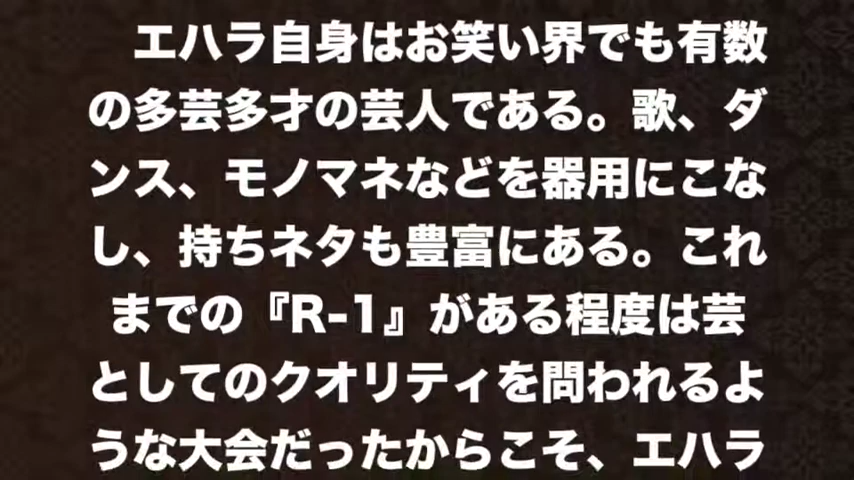 エハラ自身はお笑い界でも有数
の多芸多才の芸人である。歌、ダ
ンス、モノマネなどを器用にこな
し、持ちネタも豊富にある。これ
までの『R-1』がある程度は芸
としてのクオリティを問われるよ
うな大会だったからこそ、エハラ